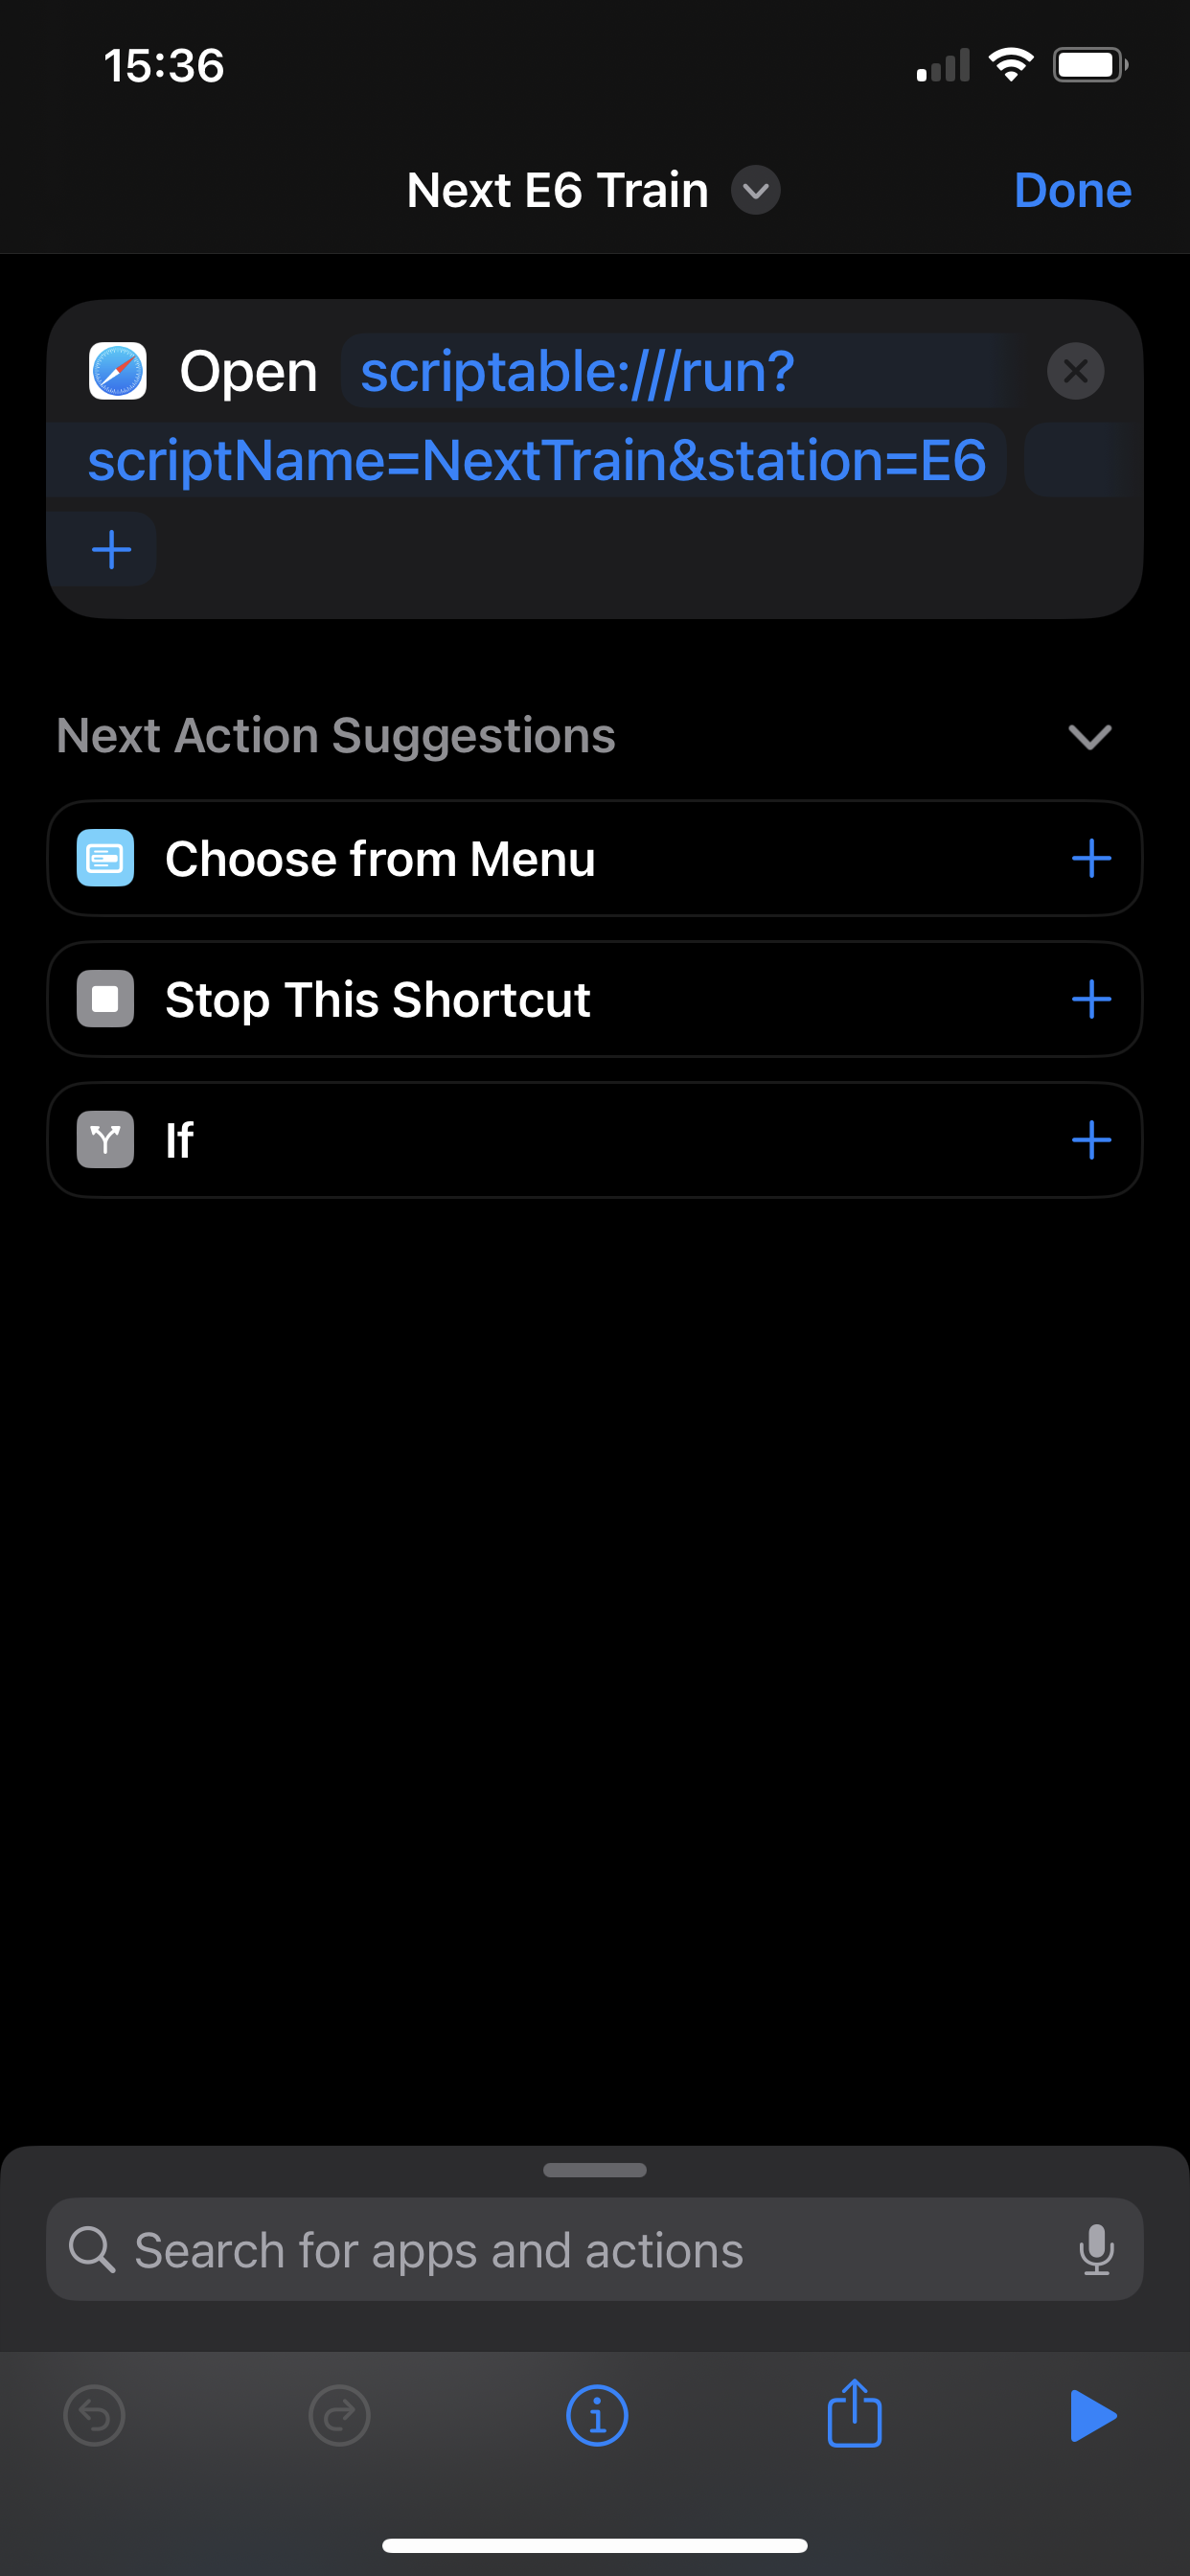 15:36
Next E6 Train
Done
Open scriptable:///run?
scriptName=NextTrain&station=E6
Next Action Suggestions
Choose from Menu
Stop This Shortcut
If
Search for apps and actions